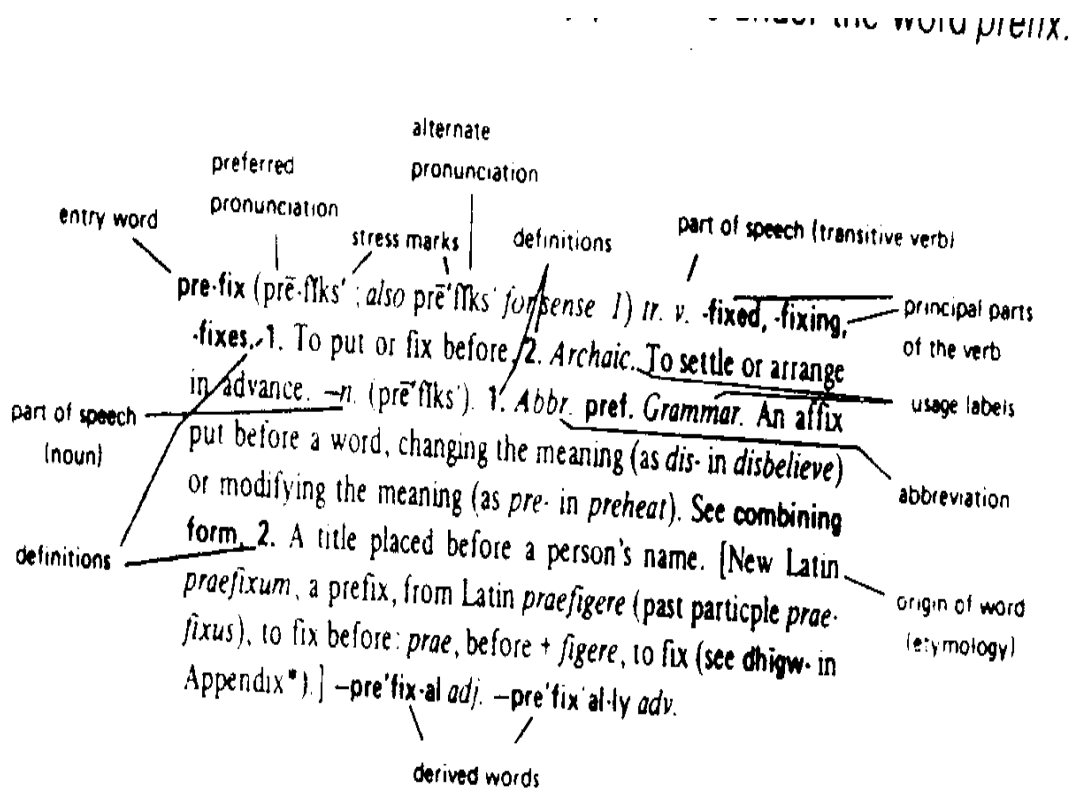 under the word prefix.
alternate
preferred
pronunciation
pronunciation
entry word
stress marks
definitions
part of speech (transitive verb)
pre·fix (prē-fĭks′ ; also prē′fĭks′ for sense 1) tr. v. -fixed, -fixing,
principal parts
-fixes. 1. To put or fix before. 2. Archaic. To settle or arrange
of the verb
in advance. –n. (prē′fĭks′). 1. Abbr. pref. Grammar. An affix
usage labels
part of speech
(noun)
put before a word, changing the meaning (as dis- in disbelieve)
or modifying the meaning (as pre- in preheat). See combining
abbreviation
form. 2. A title placed before a person's name. [New Latin
definitions
praefixum, a prefix, from Latin praefigere (past particple prae-
origin of word
(etymology)
fixus), to fix before: prae, before + figere, to fix (see dhīgw- in
Appendix*).] –pre′fix·al adj. –pre′fix′al·ly adv.
derived words